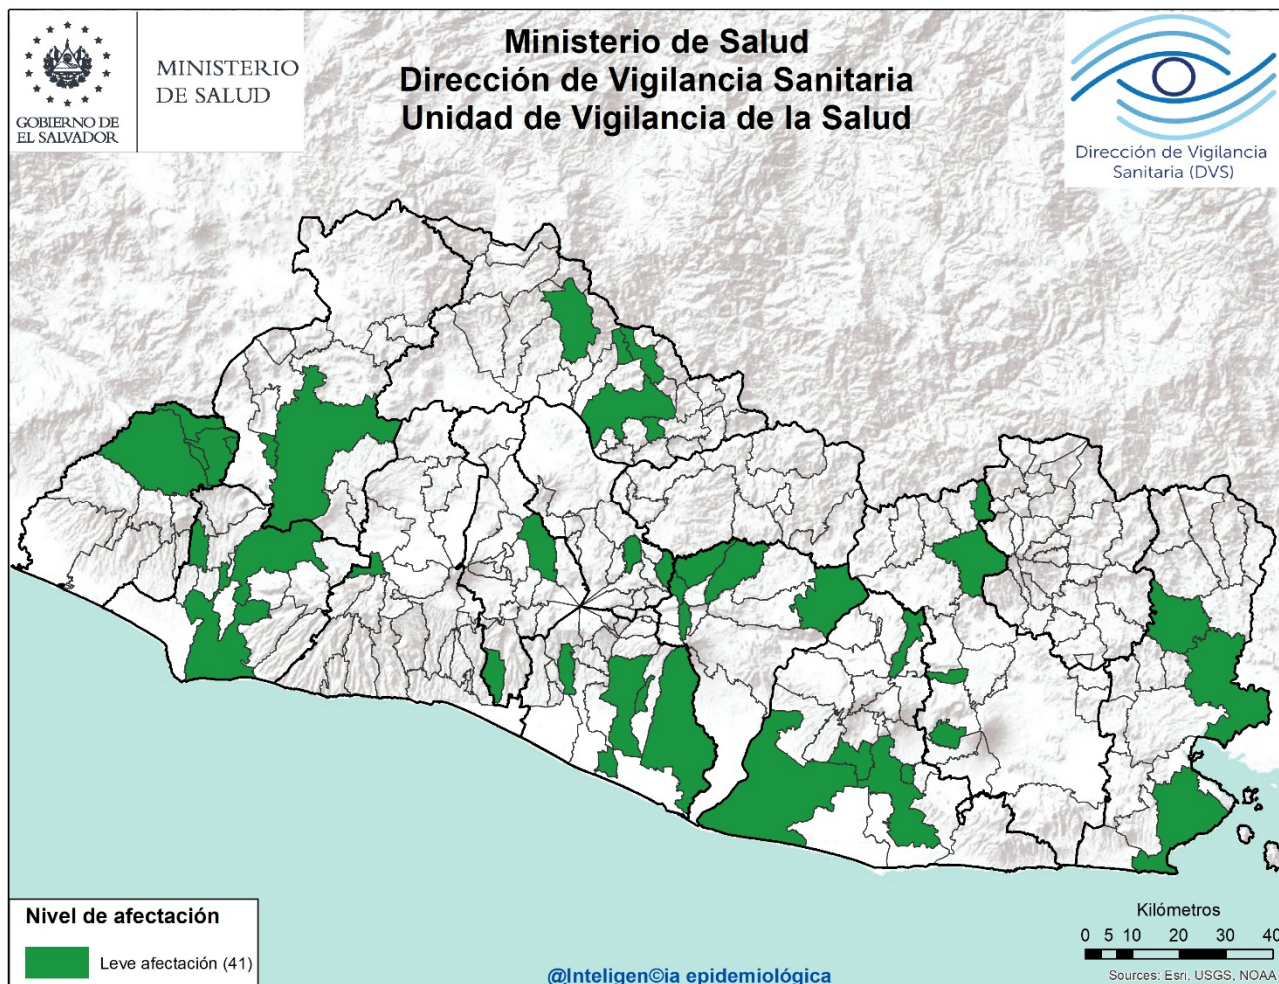 GOBIERNO DE
EL SALVADOR
MINISTERIO
DE SALUD
Ministerio de Salud
Dirección de Vigilancia Sanitaria
Unidad de Vigilancia de la Salud
Dirección de Vigilancia
Sanitaria (DVS)
Nivel de afectación
Leve afectación (41)
@Inteligen©ia epidemiológica
Kilómetros
0 5 10 20 30 40
Sources: Esri, USGS, NOAA